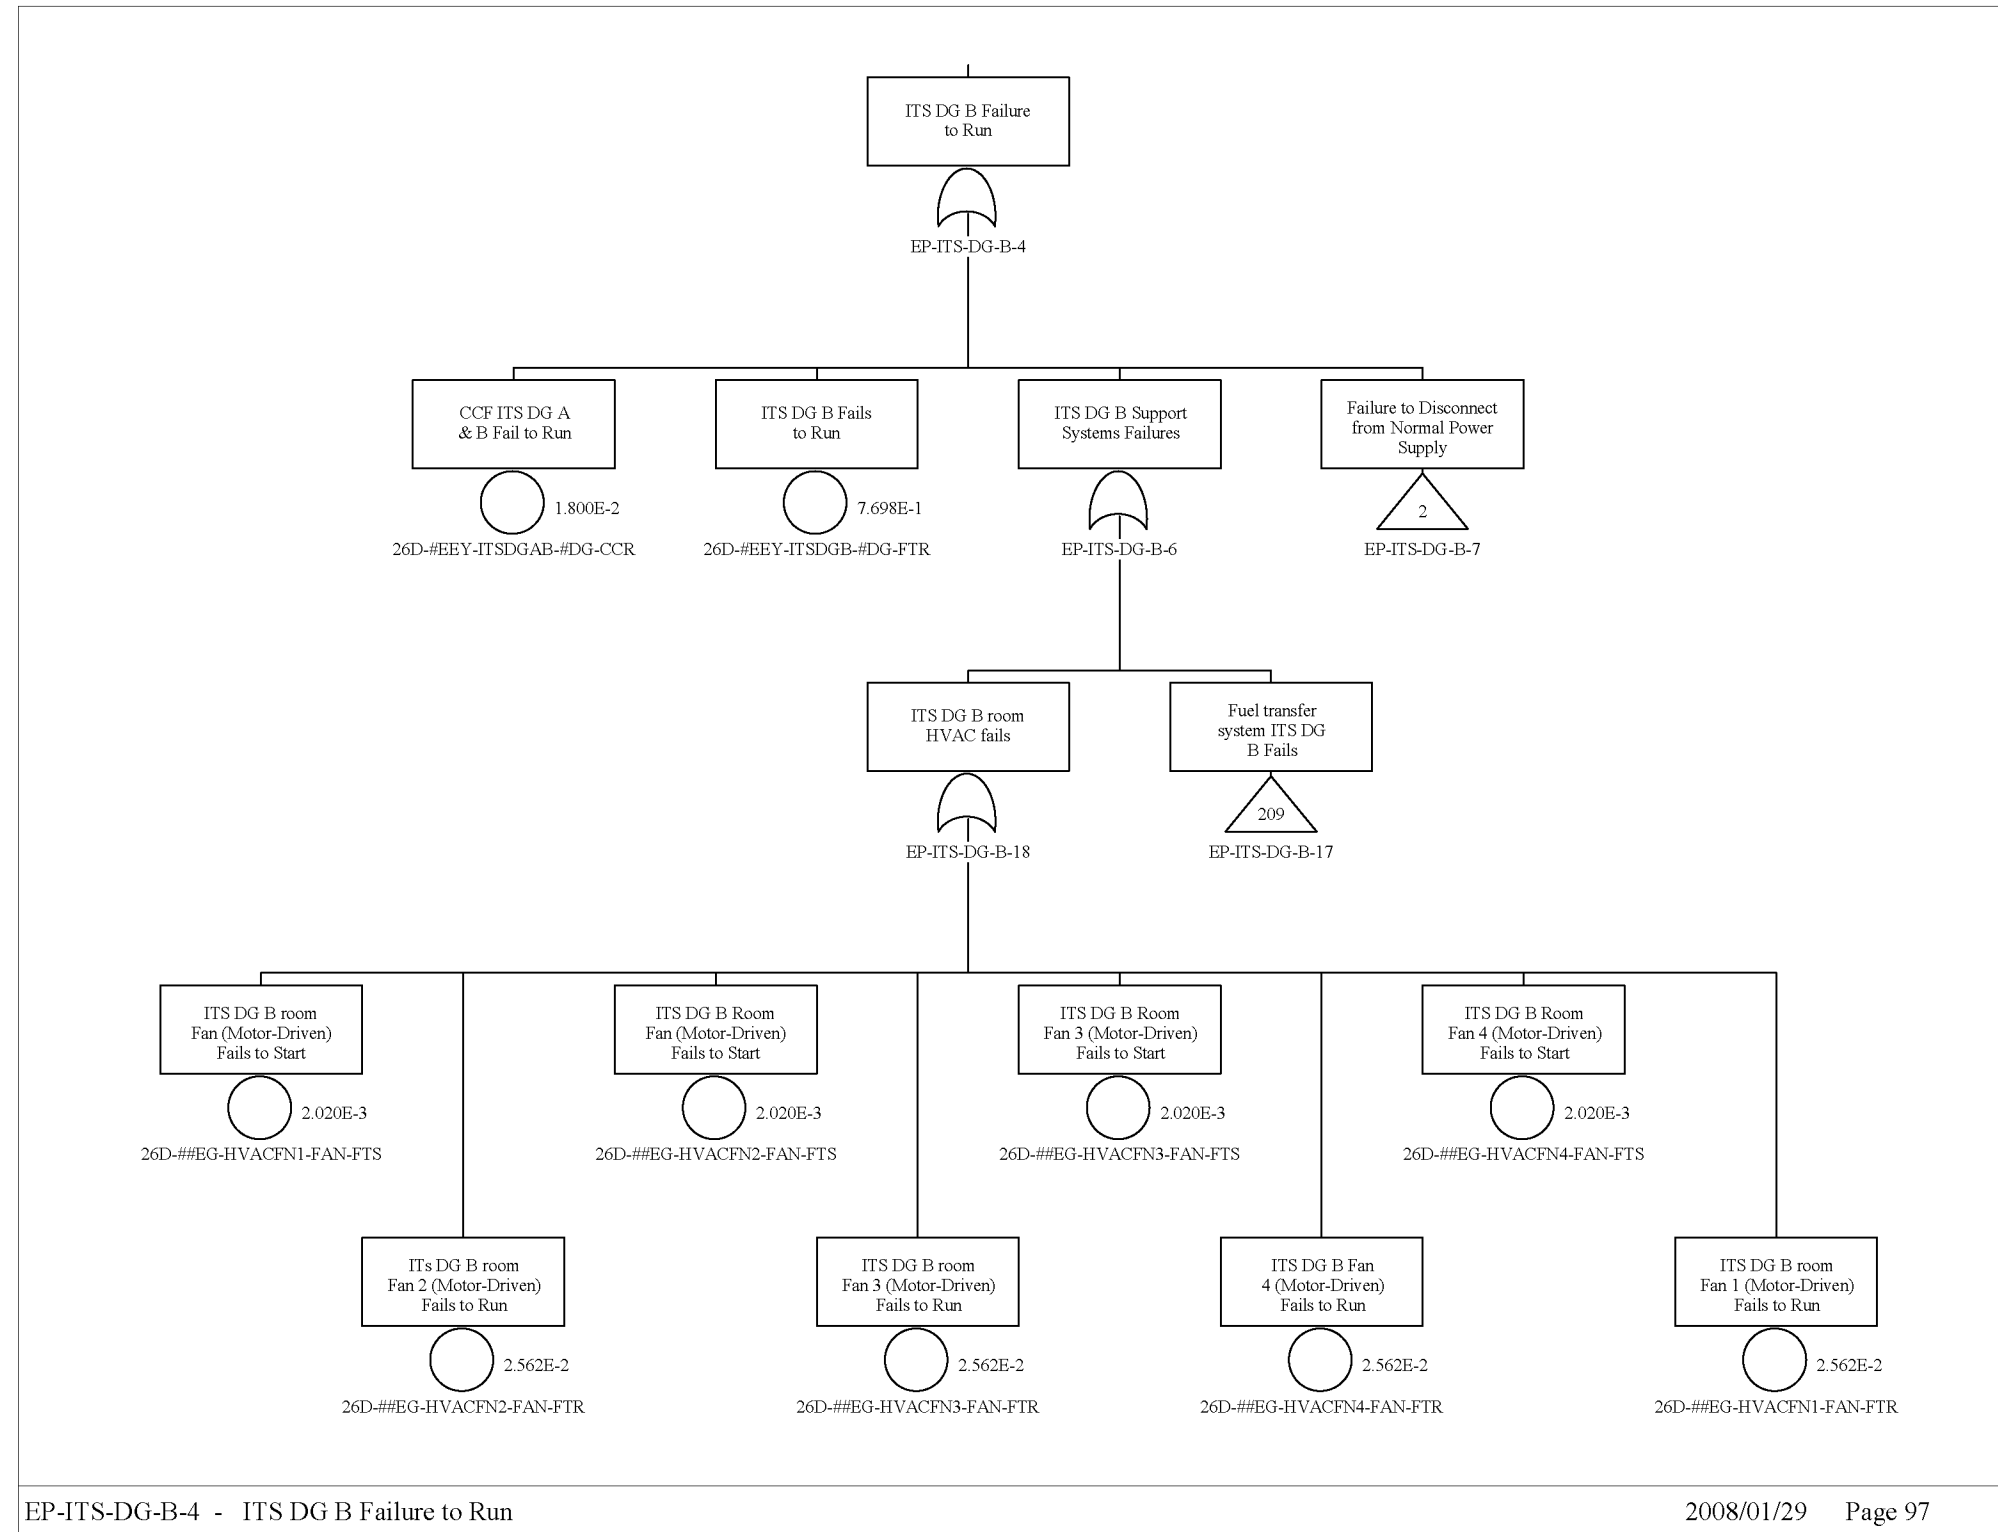 ITS DG B Failure
to Run
EP-ITS-DG-B-4
CCF ITS DG A
& B Fail to Run
1.800E-2
26D-#EEY-ITSDGAB-#DG-CCR
ITS DG B Fails
to Run
7.698E-1
26D-#EEY-ITSDGB-#DG-FTR
ITS DG B Support
Systems Failures
EP-ITS-DG-B-6
Failure to Disconnect
from Normal Power
Supply
2
EP-ITS-DG-B-7
ITS DG B room
HVAC fails
EP-ITS-DG-B-18
Fuel transfer
system ITS DG
B Fails
209
EP-ITS-DG-B-17
ITS DG B room
Fan (Motor-Driven)
Fails to Start
2.020E-3
26D-##EG-HVACFN1-FAN-FTS
ITS DG B Room
Fan (Motor-Driven)
Fails to Start
2.020E-3
26D-##EG-HVACFN2-FAN-FTS
ITS DG B Room
Fan 3 (Motor-Driven)
Fails to Start
2.020E-3
26D-##EG-HVACFN3-FAN-FTS
ITS DG B Room
Fan 4 (Motor-Driven)
Fails to Start
2.020E-3
26D-##EG-HVACFN4-FAN-FTS
ITs DG B room
Fan 2 (Motor-Driven)
Fails to Run
2.562E-2
26D-##EG-HVACFN2-FAN-FTR
ITS DG B room
Fan 3 (Motor-Driven)
Fails to Run
2.562E-2
26D-##EG-HVACFN3-FAN-FTR
ITS DG B Fan
4 (Motor-Driven)
Fails to Run
2.562E-2
26D-##EG-HVACFN4-FAN-FTR
ITS DG B room
Fan 1 (Motor-Driven)
Fails to Run
2.562E-2
26D-##EG-HVACFN1-FAN-FTR
EP-ITS-DG-B-4 - ITS DG B Failure to Run
2008/01/29 Page 97